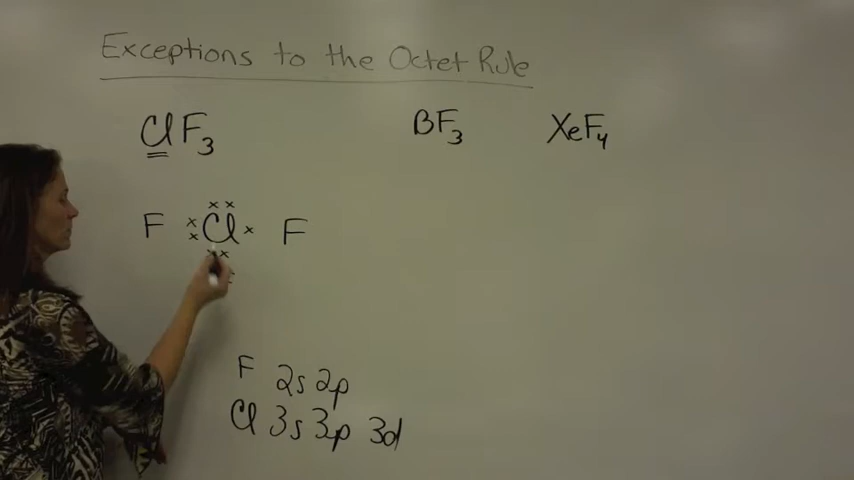 Exceptions to the Octet Rule
ClF₃ BF₃ XeF₄
F Cl F
F 2s 2p
Cl 3s 3p 3d